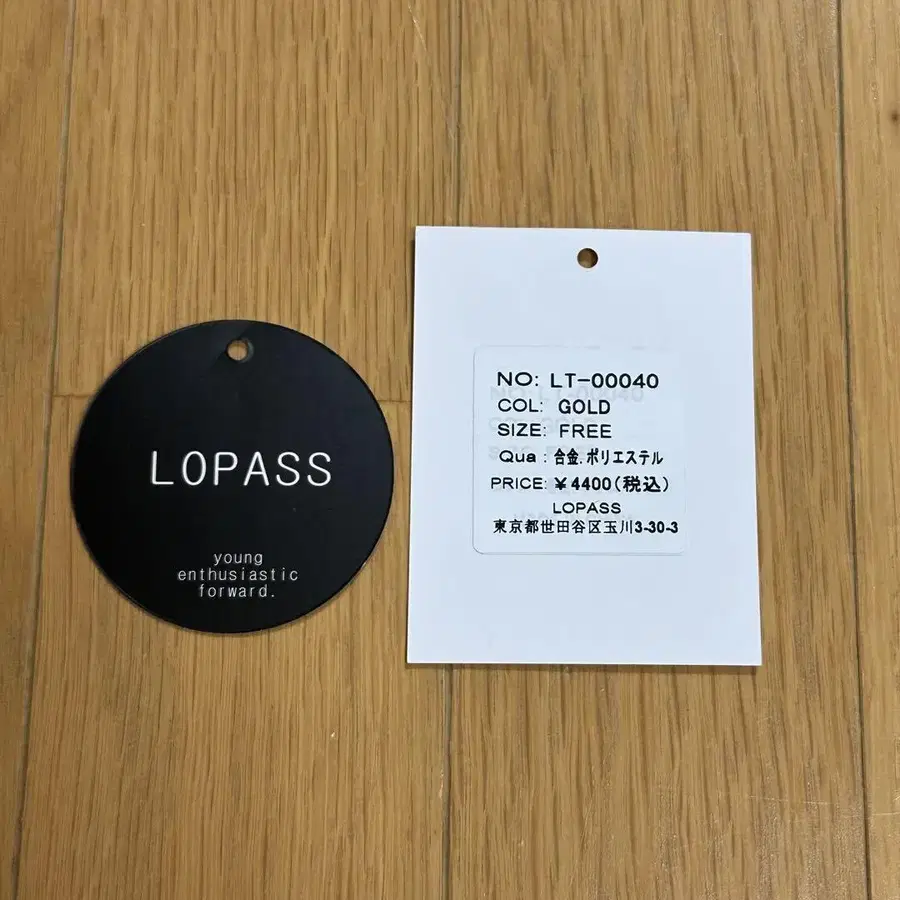 LOPASS
young
enthusiastic
forward.
NO: LT-00040
COL: GOLD
SIZE: FREE
Qua : 合金.ポリエステル
PRICE: ¥4400(税込)
LOPASS
東京都世田谷区玉川3-30-3